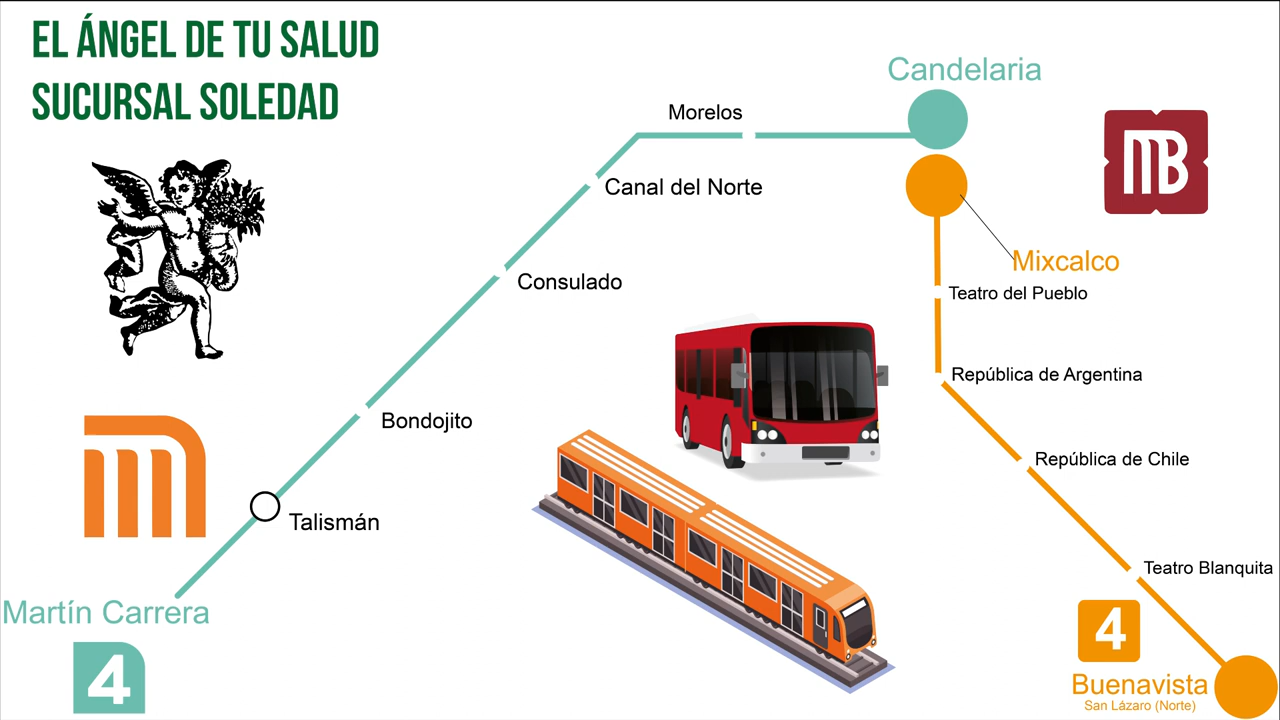 EL ÁNGEL DE TU SALUD
SUCURSAL SOLEDAD
Candelaria
Morelos
MB
Canal del Norte
Mixcalco
Consulado
Teatro del Pueblo
República de Argentina
Bondojito
República de Chile
Talismán
Teatro Blanquita
Martín Carrera
4
4
Buenavista
San Lázaro (Norte)